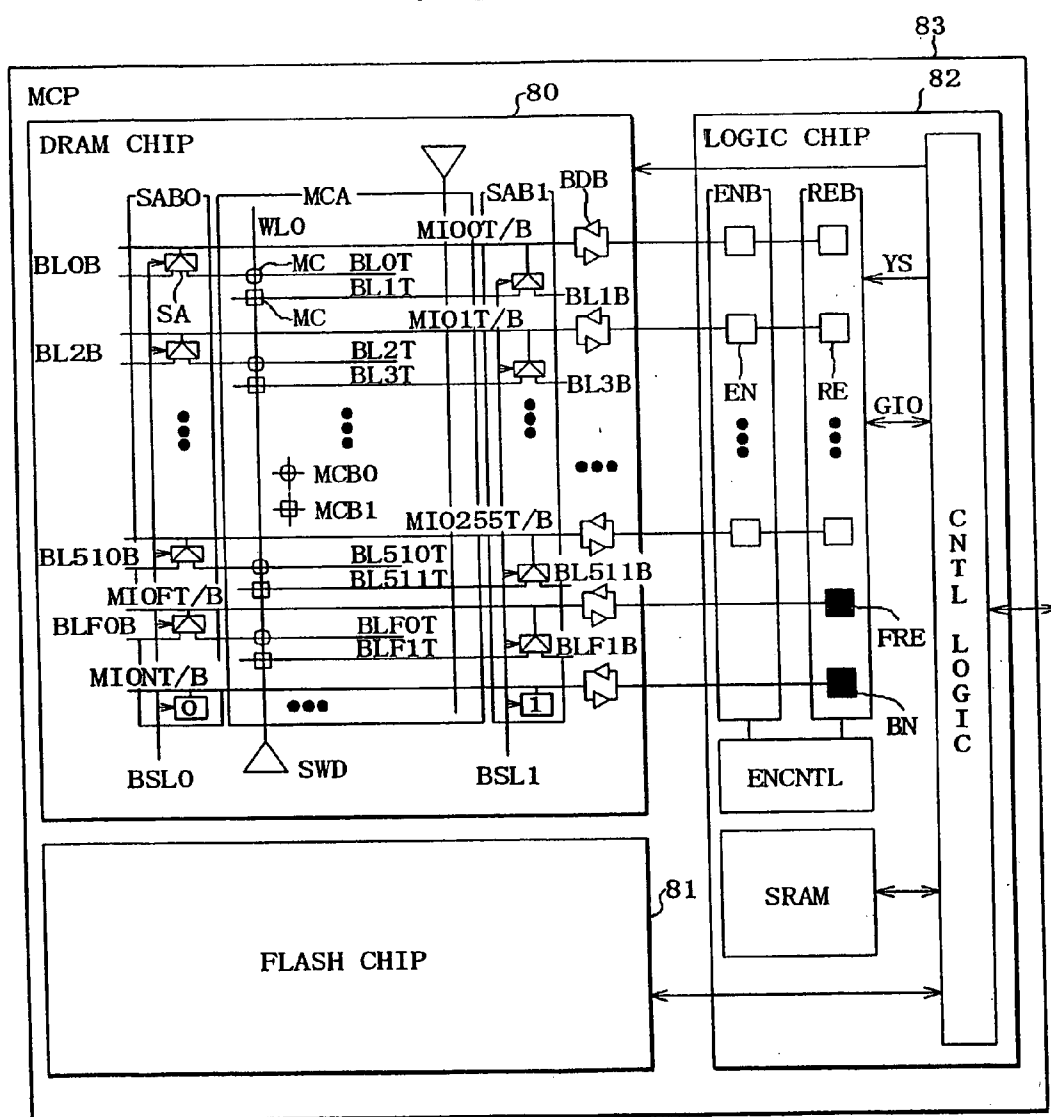 83
MCP
80
82
DRAM CHIP
LOGIC CHIP
SAB0
MCA
SAB1
BDB
ENB
REB
WL0
MIO0T/B
BL0B
MC
BL0T
YS
BL1T
BL1B
SA
MC
MIO1T/B
BL2B
BL2T
BL3T
BL3B
EN
RE
GIO
MCB0
MCB1
MIO255T/B
CNTL LOGIC
BL510B
BL510T
BL511T
BL511B
MIOFT/B
BLF0B
BLF0T
FRE
BLF1T
BLF1B
MIONT/B
0
1
BN
BSL0
SWD
BSL1
ENCNTL
81
SRAM
FLASH CHIP